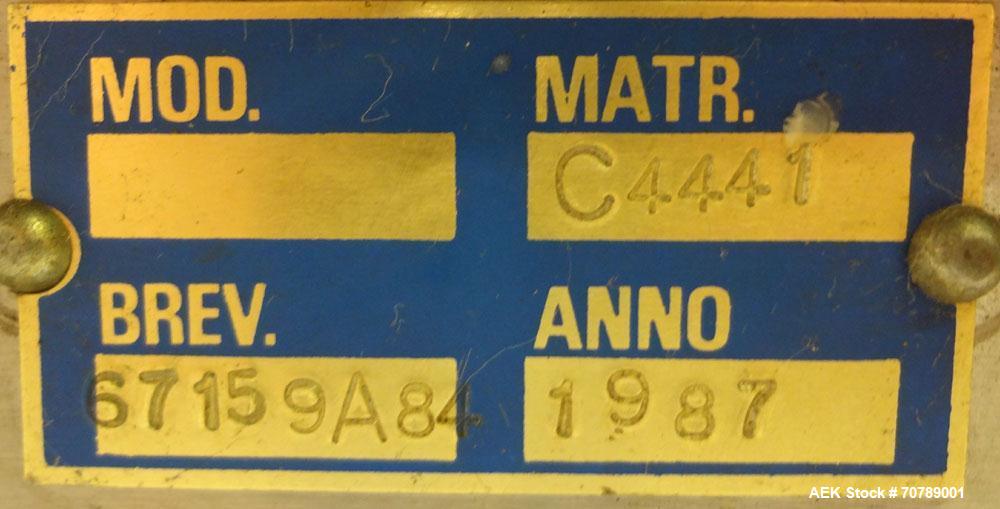 MOD. MATR.
C4441
BREV. ANNO
67159A84 1987
AEK Stock # 70789001